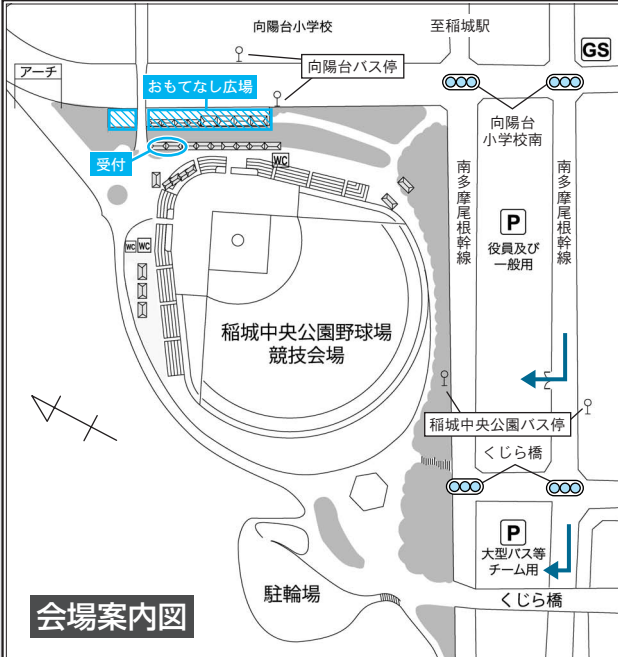 向陽台小学校
至稲城駅
GS
アーチ
向陽台バス停
おもてなし広場
向陽台
小学校南
受付
WC
南多摩尾根幹線
P
役員及び
一般用
南多摩尾根幹線
WC
WC
稲城中央公園野球場
競技会場
稲城中央公園バス停
くじら橋
P
大型バス等
チーム用
駐輪場
くじら橋
会場案内図